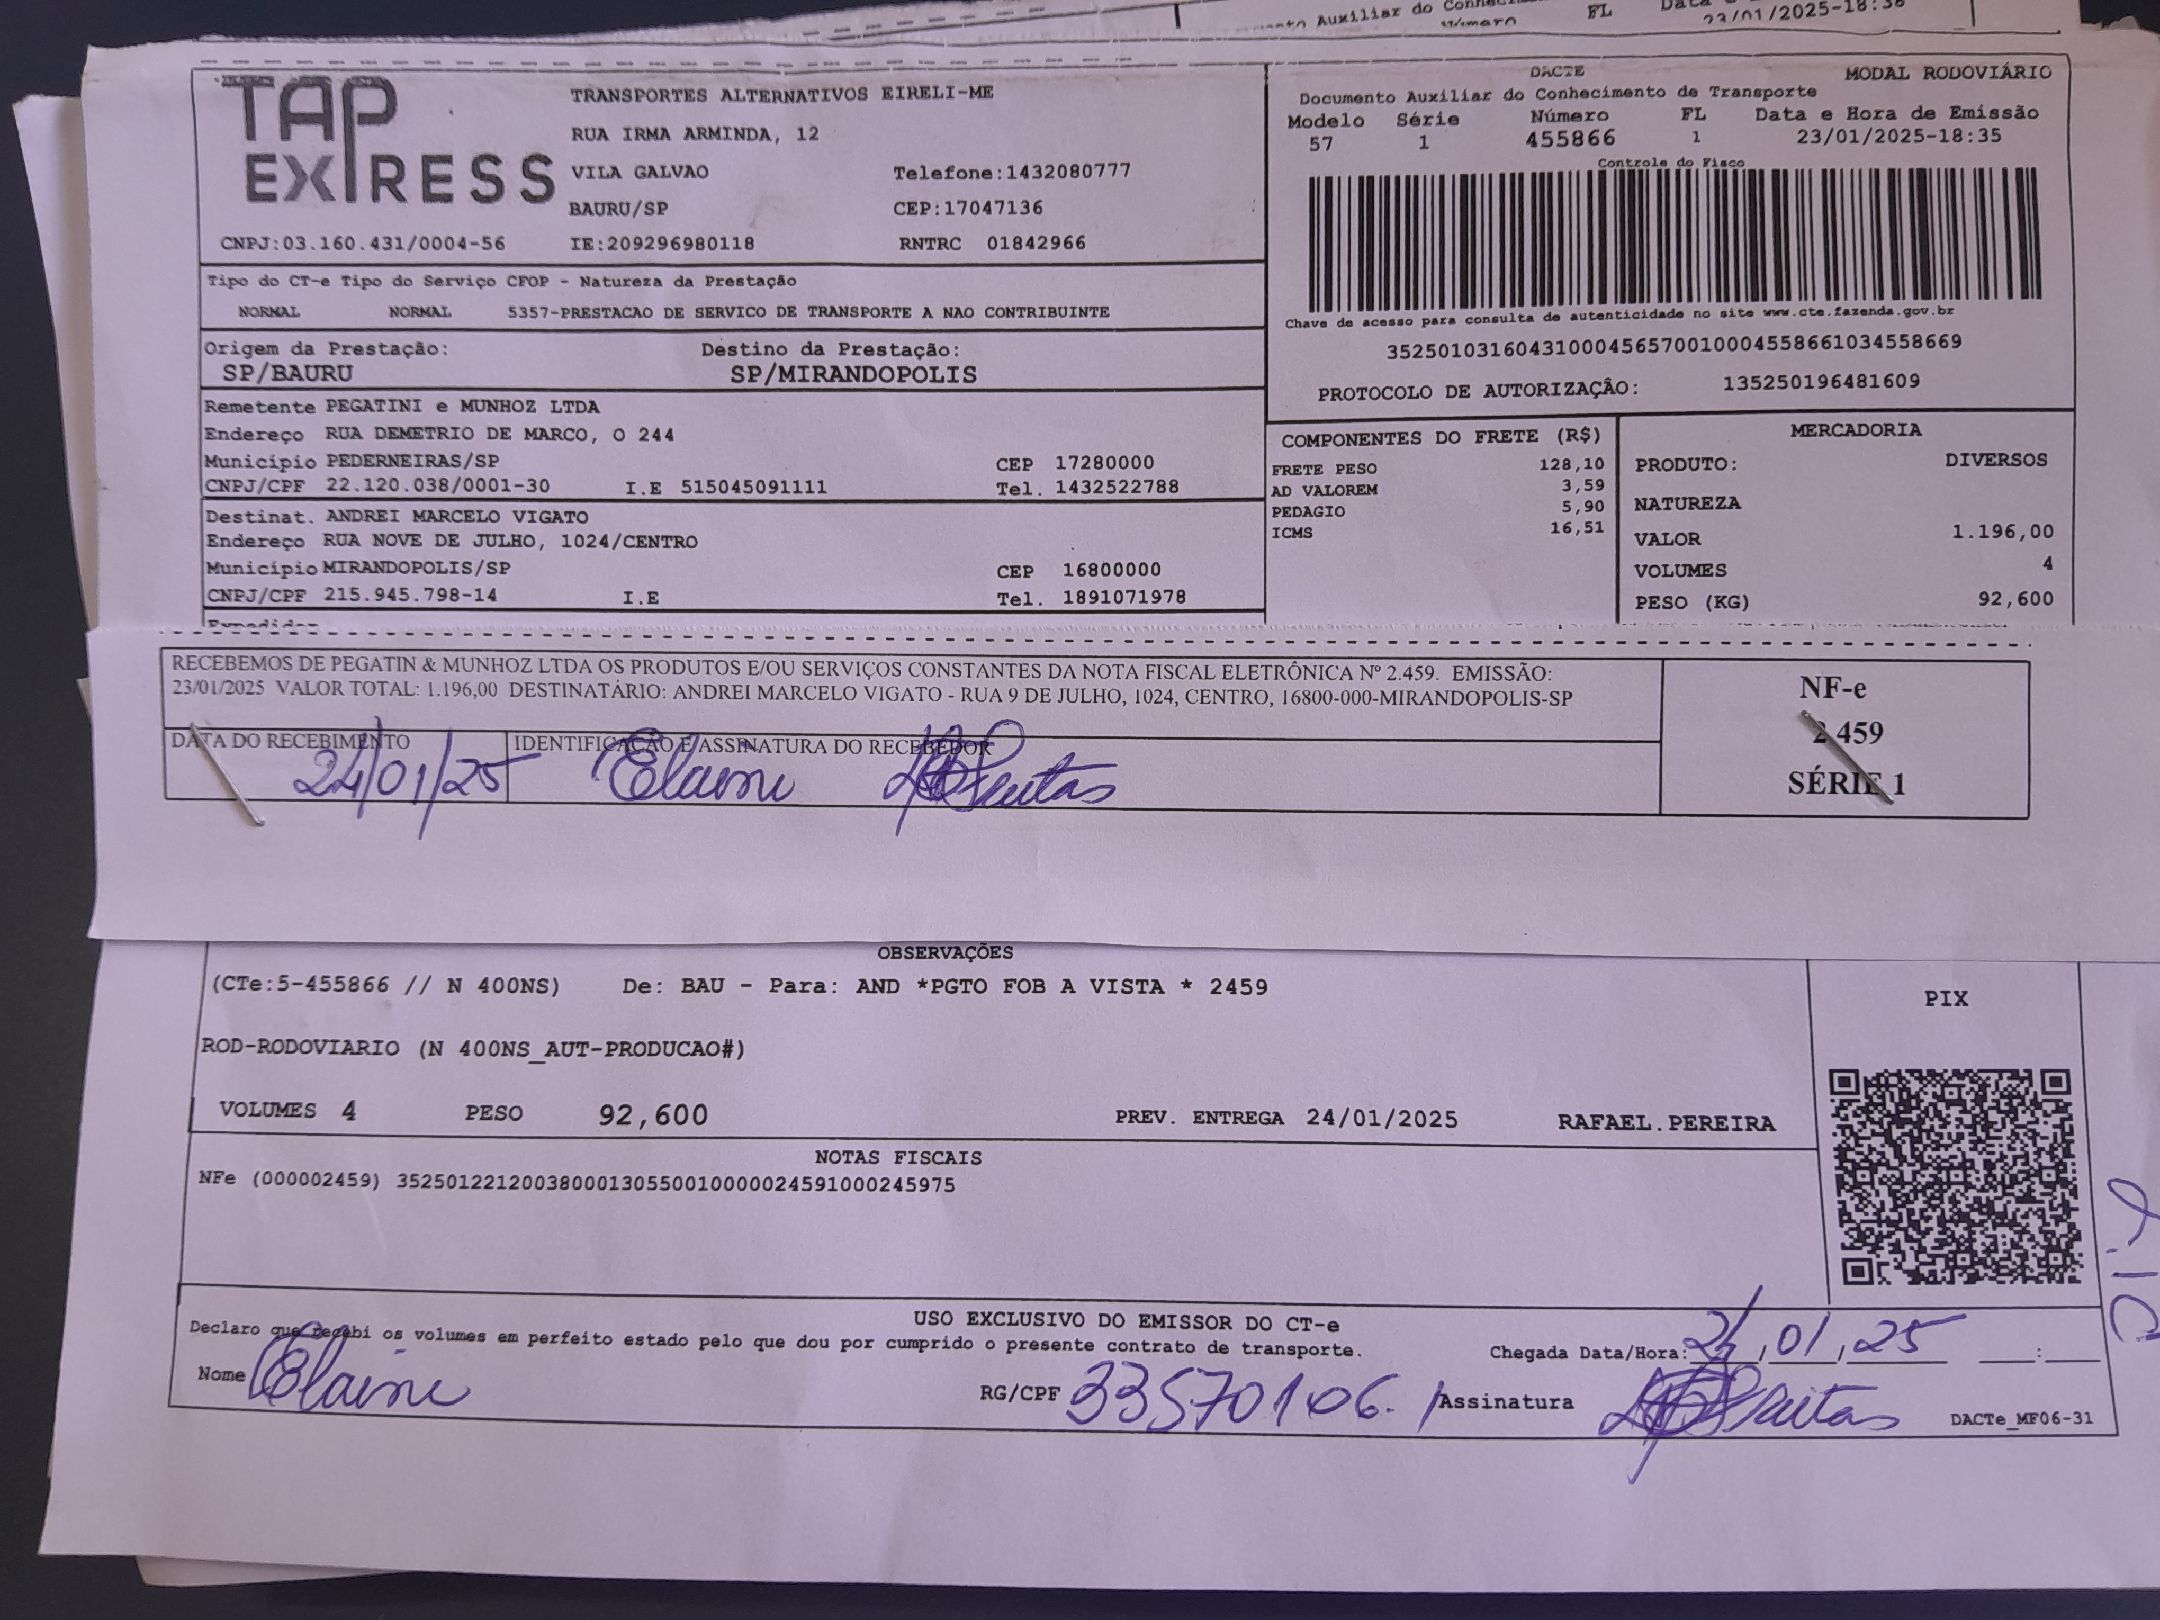 Auxiliar do
Número
FL
23/01/2025-18:36
TAP EXPRESS
TRANSPORTES ALTERNATIVOS EIRELI-ME
RUA IRMA ARMINDA, 12
VILA GALVAO Telefone:1432080777
BAURU/SP CEP:17047136
CNPJ:03.160.431/0004-56 IE:209296980118 RNTRC 01842966
DACTE MODAL RODOVIÁRIO
Documento Auxiliar do Conhecimento de Transporte
Modelo Série Número FL Data e Hora de Emissão
57 1 455866 1 23/01/2025-18:35
Controle do Fisco
Chave de acesso para consulta de autenticidade no site www.cte.fazenda.gov.br
35250103160431000456570010004558661034558669
PROTOCOLO DE AUTORIZAÇÃO: 135250196481609
Tipo do CT-e Tipo do Serviço CFOP - Natureza da Prestação
NORMAL NORMAL 5357-PRESTACAO DE SERVICO DE TRANSPORTE A NAO CONTRIBUINTE
Origem da Prestação: Destino da Prestação:
SP/BAURU SP/MIRANDOPOLIS
Remetente PEGATINI e MUNHOZ LTDA
Endereço RUA DEMETRIO DE MARCO, O 244
Município PEDERNEIRAS/SP CEP 17280000
CNPJ/CPF 22.120.038/0001-30 I.E 515045091111 Tel. 1432522788
Destinat. ANDREI MARCELO VIGATO
Endereço RUA NOVE DE JULHO, 1024/CENTRO
Município MIRANDOPOLIS/SP CEP 16800000
CNPJ/CPF 215.945.798-14 I.E Tel. 1891071978
COMPONENTES DO FRETE (R$)
FRETE PESO 128,10
AD VALOREM 3,59
PEDAGIO 5,90
ICMS 16,51
MERCADORIA
PRODUTO: DIVERSOS
NATUREZA
VALOR 1.196,00
VOLUMES 4
PESO (KG) 92,600
RECEBEMOS DE PEGATIN & MUNHOZ LTDA OS PRODUTOS E/OU SERVIÇOS CONSTANTES DA NOTA FISCAL ELETRÔNICA Nº 2.459. EMISSÃO:
23/01/2025 VALOR TOTAL: 1.196,00 DESTINATÁRIO: ANDREI MARCELO VIGATO - RUA 9 DE JULHO, 1024, CENTRO, 16800-000-MIRANDOPOLIS-SP
DATA DO RECEBIMENTO IDENTIFICAÇÃO E ASSINATURA DO RECEBEDOR
24/01/25 Elaini
NF-e
2.459
SÉRIE 1
OBSERVAÇÕES
(CTe:5-455866 // N 400NS) De: BAU - Para: AND *PGTO FOB A VISTA * 2459
ROD-RODOVIARIO (N 400NS_AUT-PRODUCAO#)
VOLUMES 4 PESO 92,600 PREV. ENTREGA 24/01/2025 RAFAEL.PEREIRA
PIX
NOTAS FISCAIS
NFe (000002459) 35250122120038000130550010000024591000245975
USO EXCLUSIVO DO EMISSOR DO CT-e
Declaro que recebi os volumes em perfeito estado pelo que dou por cumprido o presente contrato de transporte.
Chegada Data/Hora: 24,01,25 :
Nome Elaini RG/CPF 33570106. Assinatura
DACTe_MF06-31